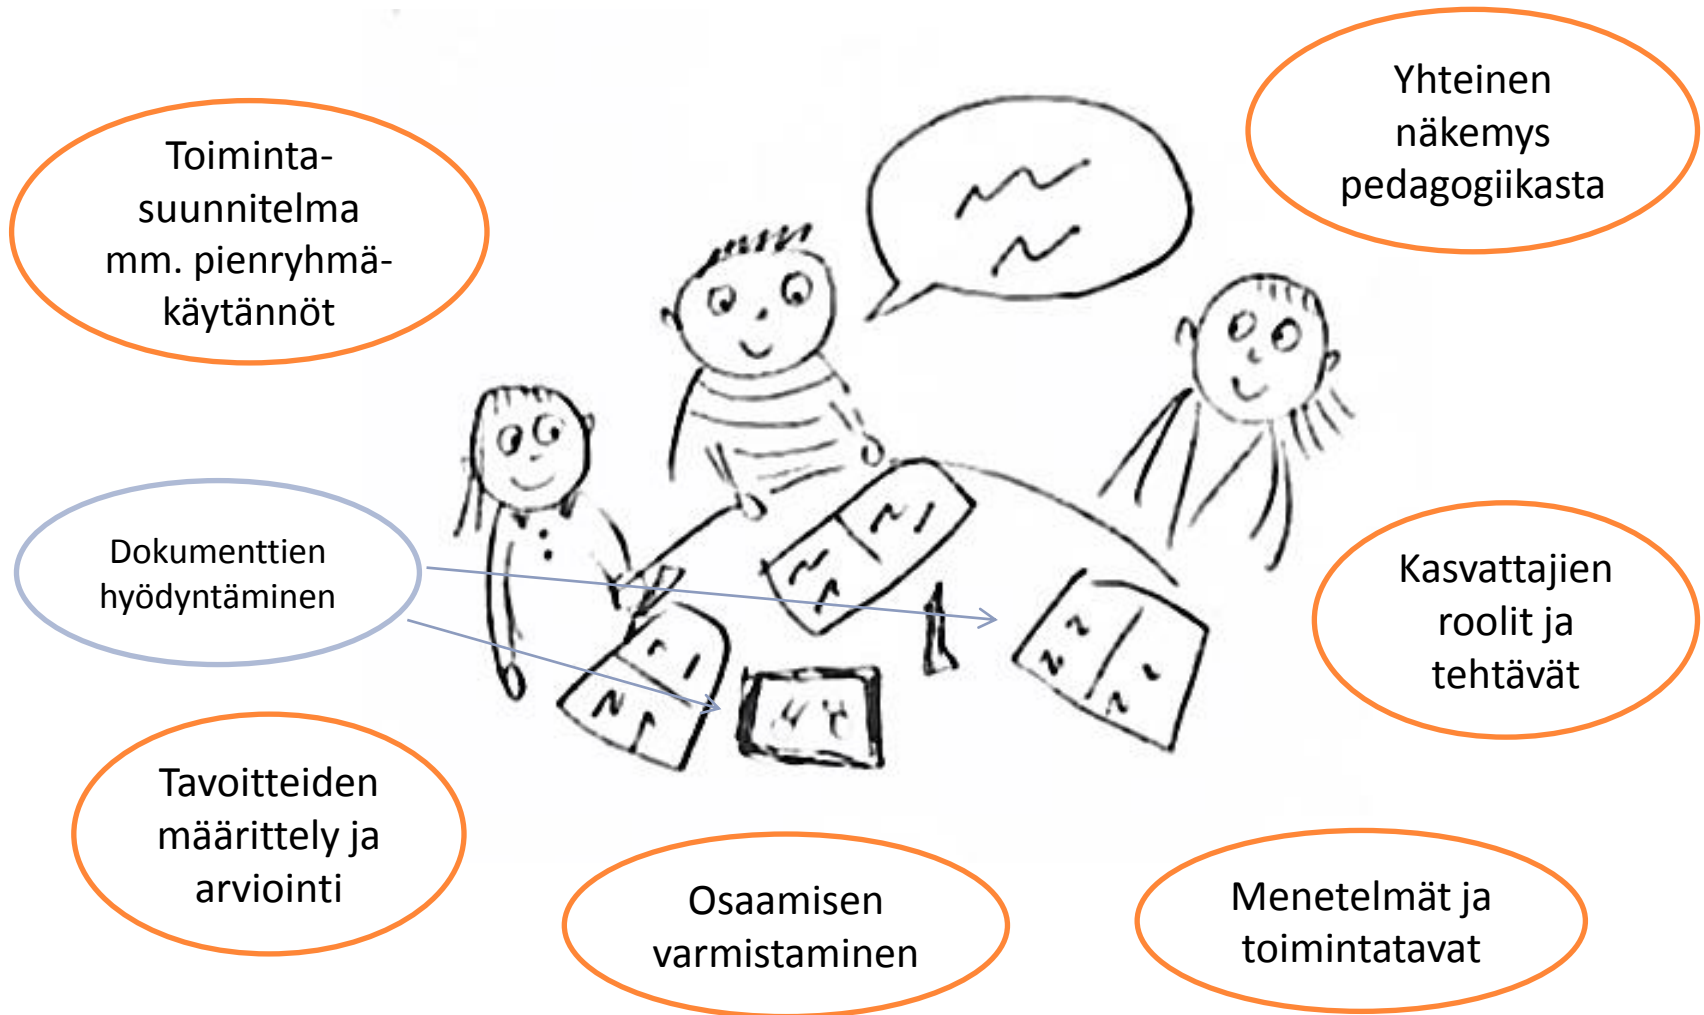 Toiminta-
suunnitelma
mm. pienryhmä-
käytännöt
Yhteinen
näkemys
pedagogiikasta
Dokumenttien
hyödyntäminen
Kasvattajien
roolit ja
tehtävät
Tavoitteiden
määrittely ja
arviointi
Osaamisen
varmistaminen
Menetelmät ja
toimintatavat